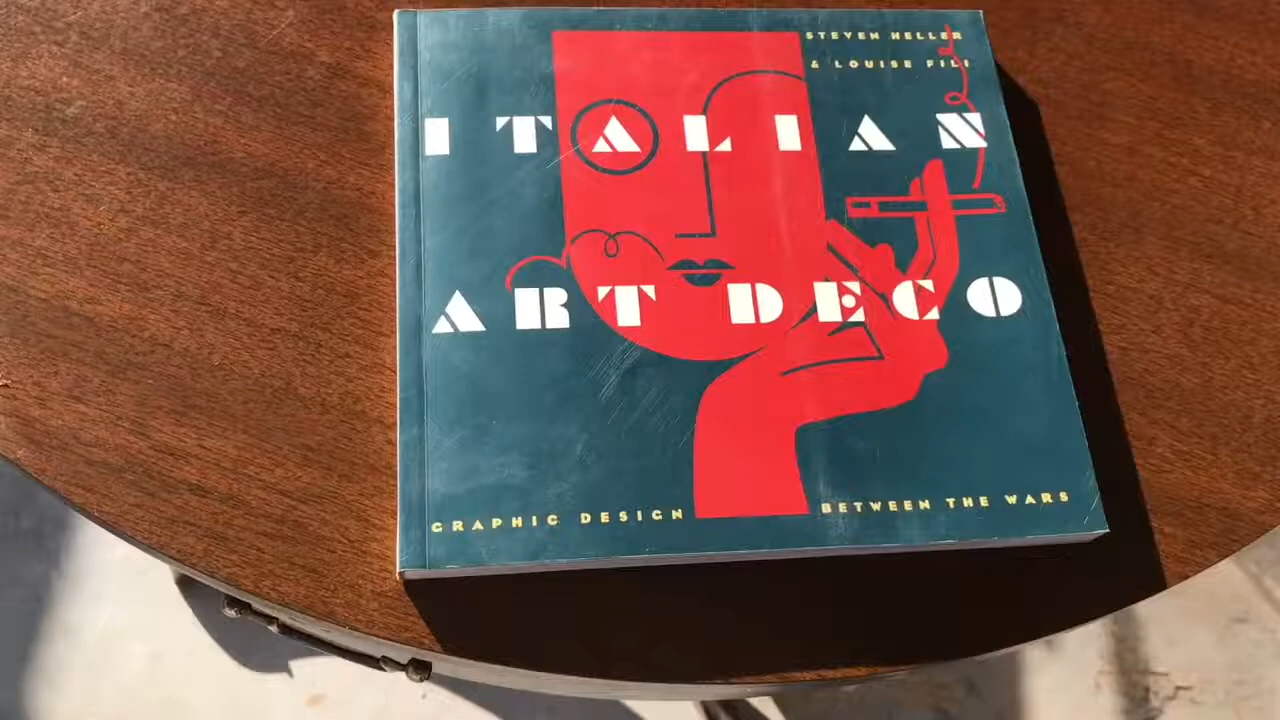 STEVEN HELLER
& LOUISE FILI
ITALIAN
ART DECO
GRAPHIC DESIGN BETWEEN THE WARS